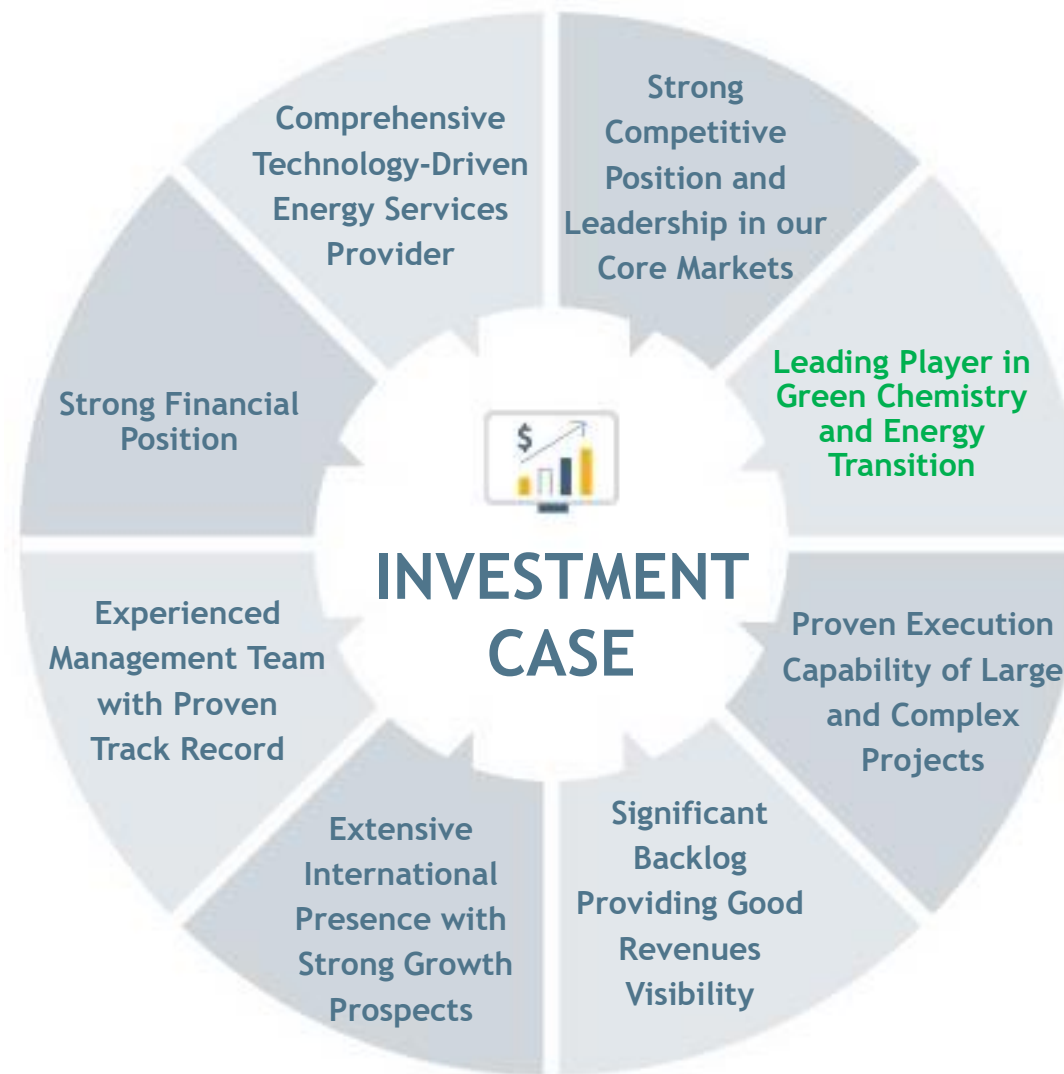 Comprehensive
Technology-Driven
Energy Services
Provider
Strong
Competitive
Position and
Leadership in our
Core Markets
Leading Player in
Green Chemistry
and Energy
Transition
Proven Execution
Capability of Large
and Complex
Projects
Significant
Backlog
Providing Good
Revenues
Visibility
Extensive
International
Presence with
Strong Growth
Prospects
Experienced
Management Team
with Proven
Track Record
Strong Financial
Position
$
INVESTMENT
CASE